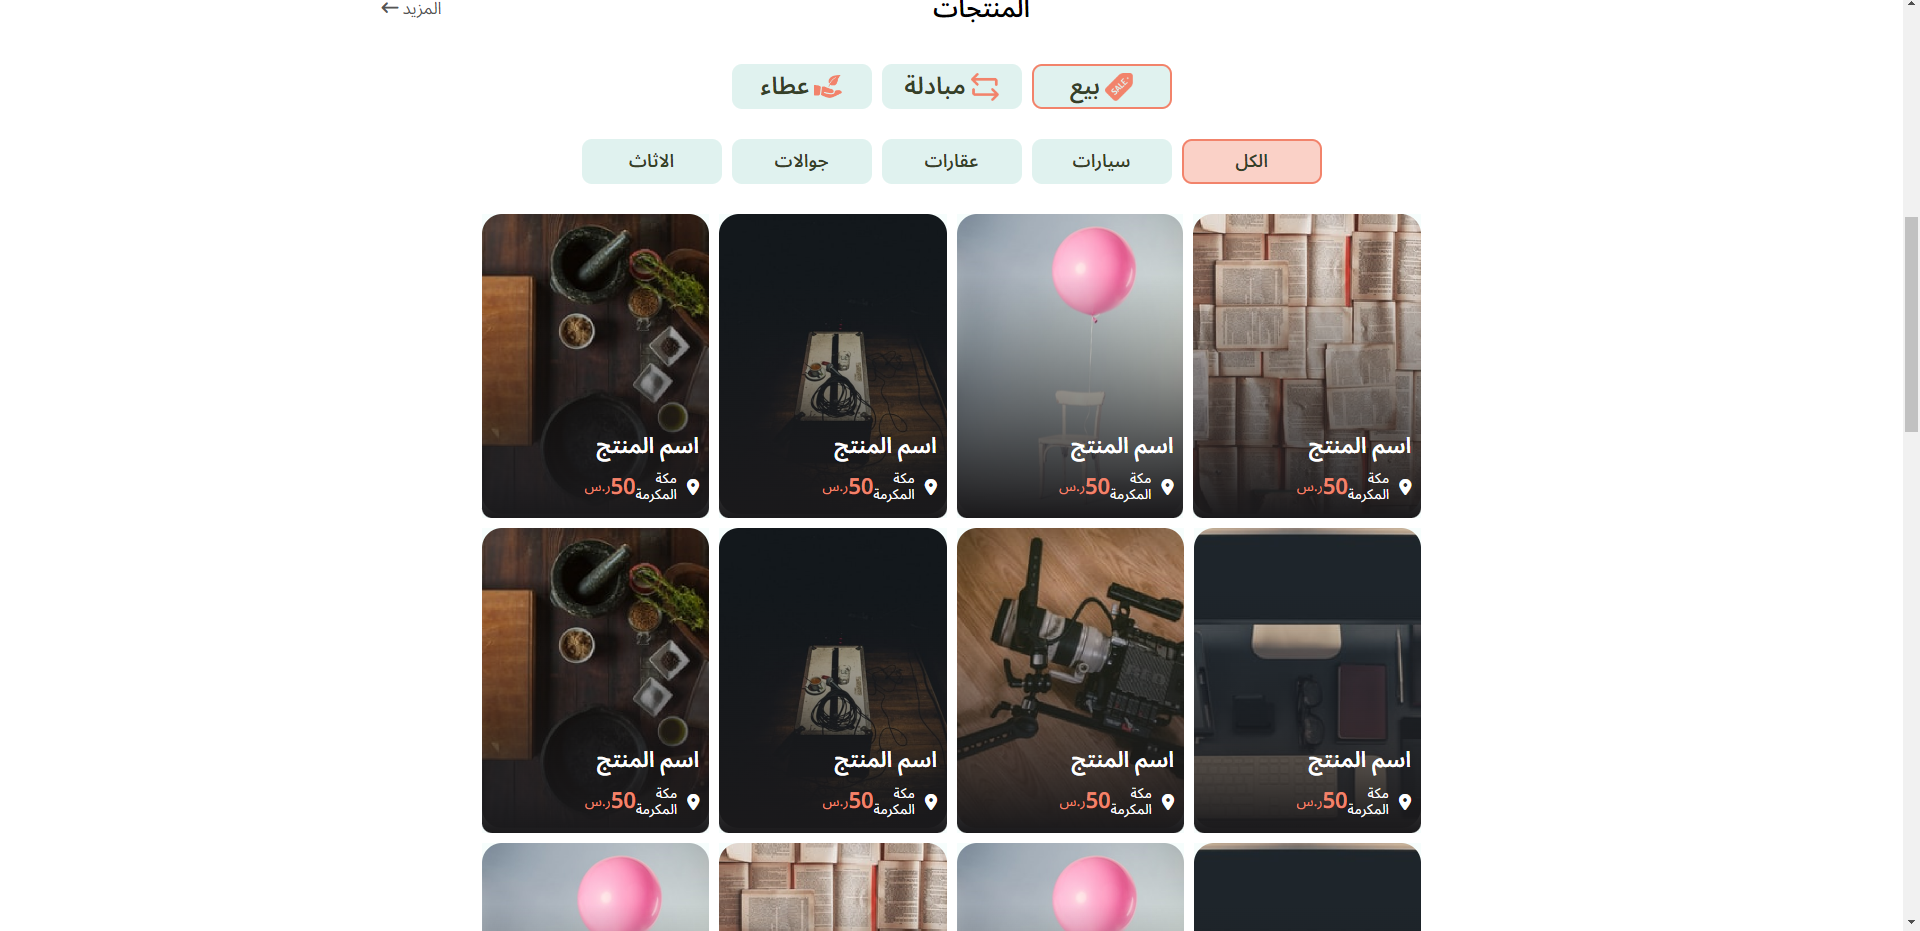 المنتجات
المزيد
بيع
مبادلة
عطاء
الكل
سيارات
عقارات
جوالات
الاثاث
اسم المنتج
مكة المكرمة
50ر.س
اسم المنتج
مكة المكرمة
50ر.س
اسم المنتج
مكة المكرمة
50ر.س
اسم المنتج
مكة المكرمة
50ر.س
اسم المنتج
مكة المكرمة
50ر.س
اسم المنتج
مكة المكرمة
50ر.س
اسم المنتج
مكة المكرمة
50ر.س
اسم المنتج
مكة المكرمة
50ر.س